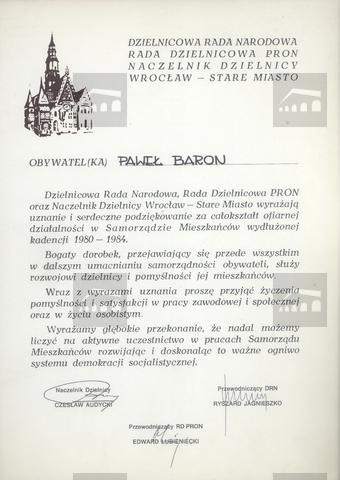 DZIELNICOWA RADA NARODOWA
RADA DZIELNICOWA PRON
NACZELNIK DZIELNICY
WROCŁAW – STARE MIASTO
OBYWATEL(KA) PAWEŁ BARON
Dzielnicowa Rada Narodowa, Rada Dzielnicowa PRON
oraz Naczelnik Dzielnicy Wrocław – Stare Miasto wyrażają
uznanie i serdeczne podziękowanie za całokształt ofiarnej
działalności w Samorządzie Mieszkańców wydłużonej
kadencji 1980 – 1984.
Bogaty dorobek, przejawiający się przede wszystkim
w dalszym umacnianiu samorządności obywateli, służy
rozwojowi dzielnicy i pomyślności jej mieszkańców.
Wraz z wyrazami uznania proszę przyjąć życzenia
pomyślności i satysfakcji w pracy zawodowej i społecznej
oraz w życiu osobistym.
Wyrażamy głębokie przekonanie, że nadal możemy
liczyć na aktywne uczestnictwo w pracach Samorządu
Mieszkańców rozwijając i doskonaląc to ważne ogniwo
systemu demokracji socjalistycznej.
Naczelnik Dzielnicy
CZESŁAW AUDYCKI
Przewodniczący DRN
RYSZARD JAGNIESZKO
Przewodniczący RD PRON
EDWARD ŁUBIENIECKI